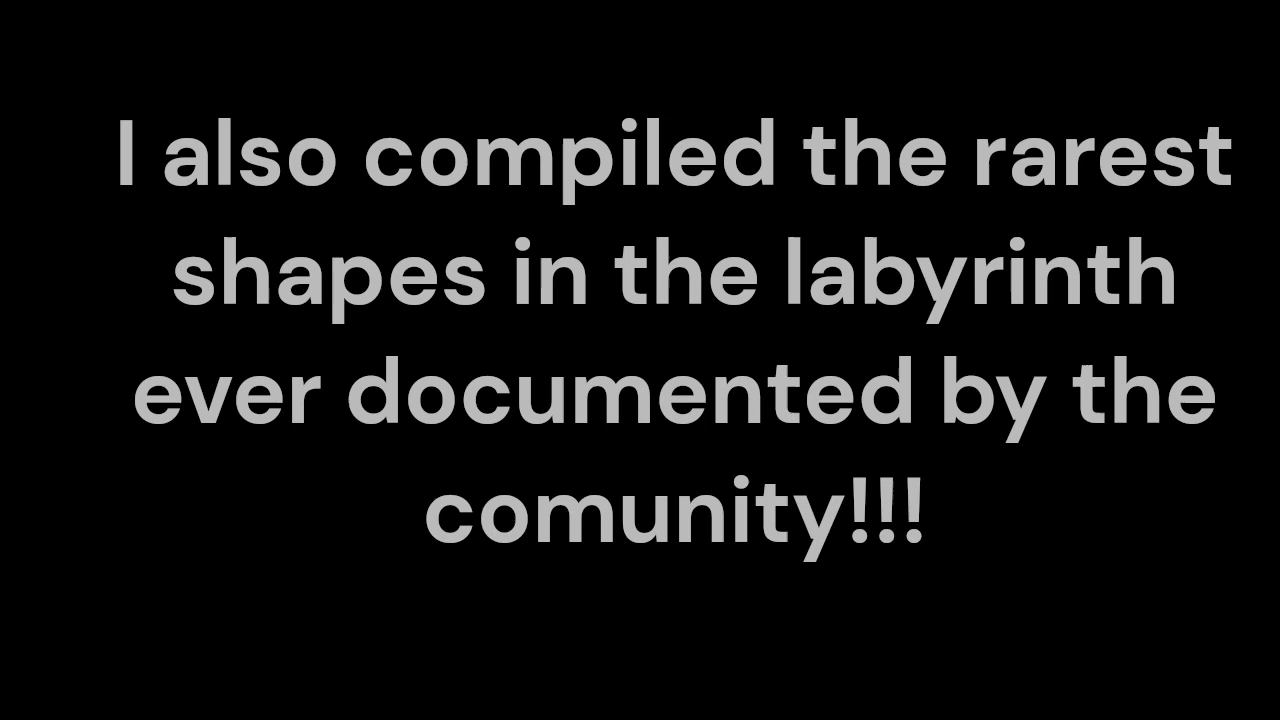 I also compiled the rarest
shapes in the labyrinth
ever documented by the
comunity!!!